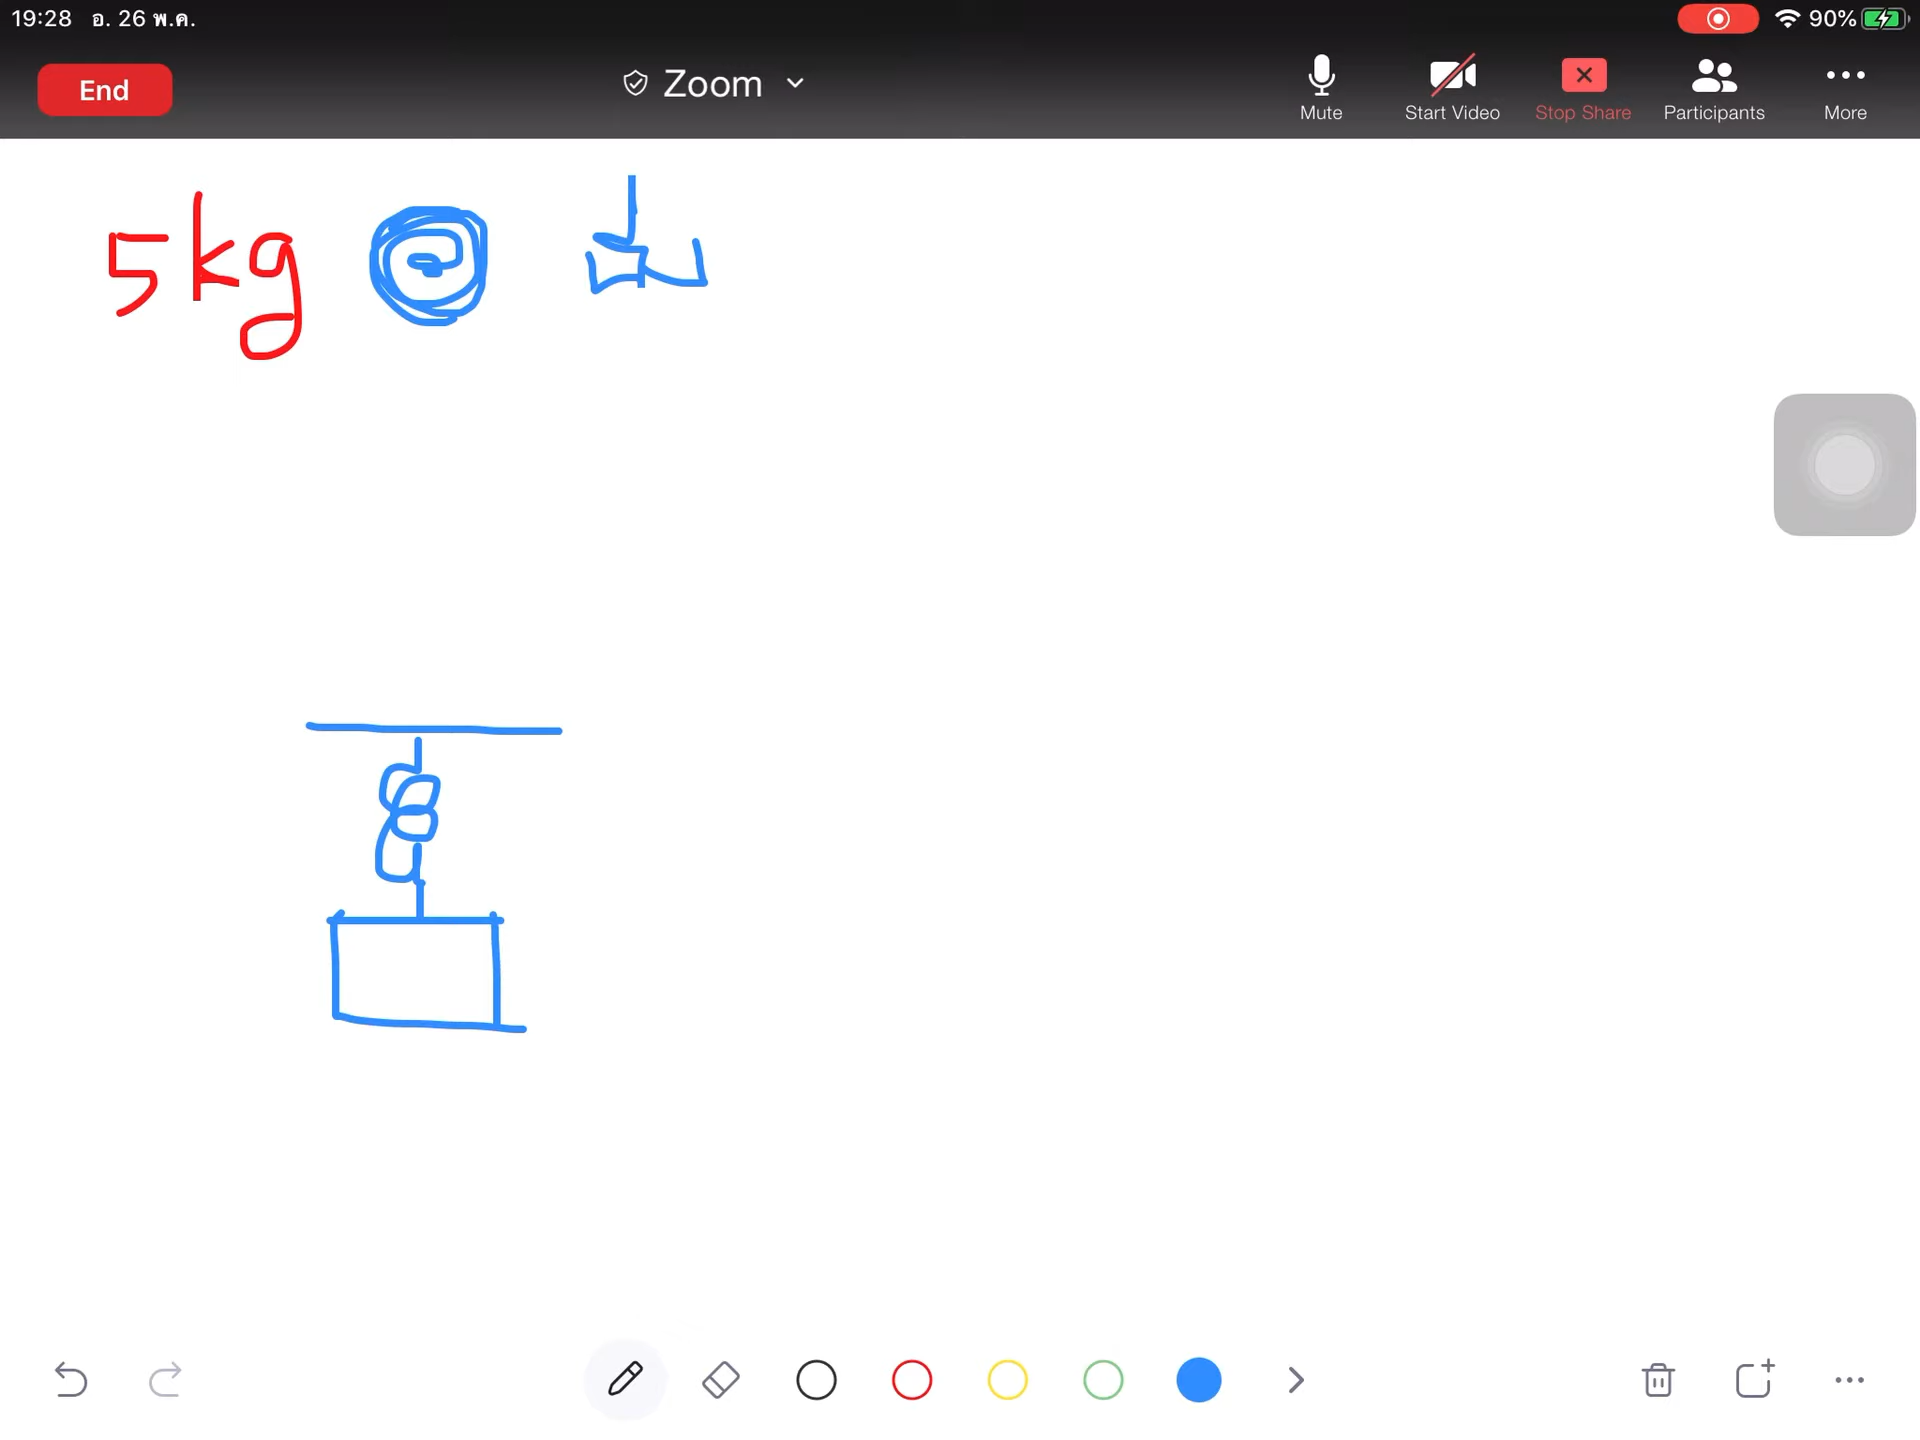 19:28 อ. 26 พ.ค. 90%
End Zoom Mute Start Video Stop Share Participants More
5kg